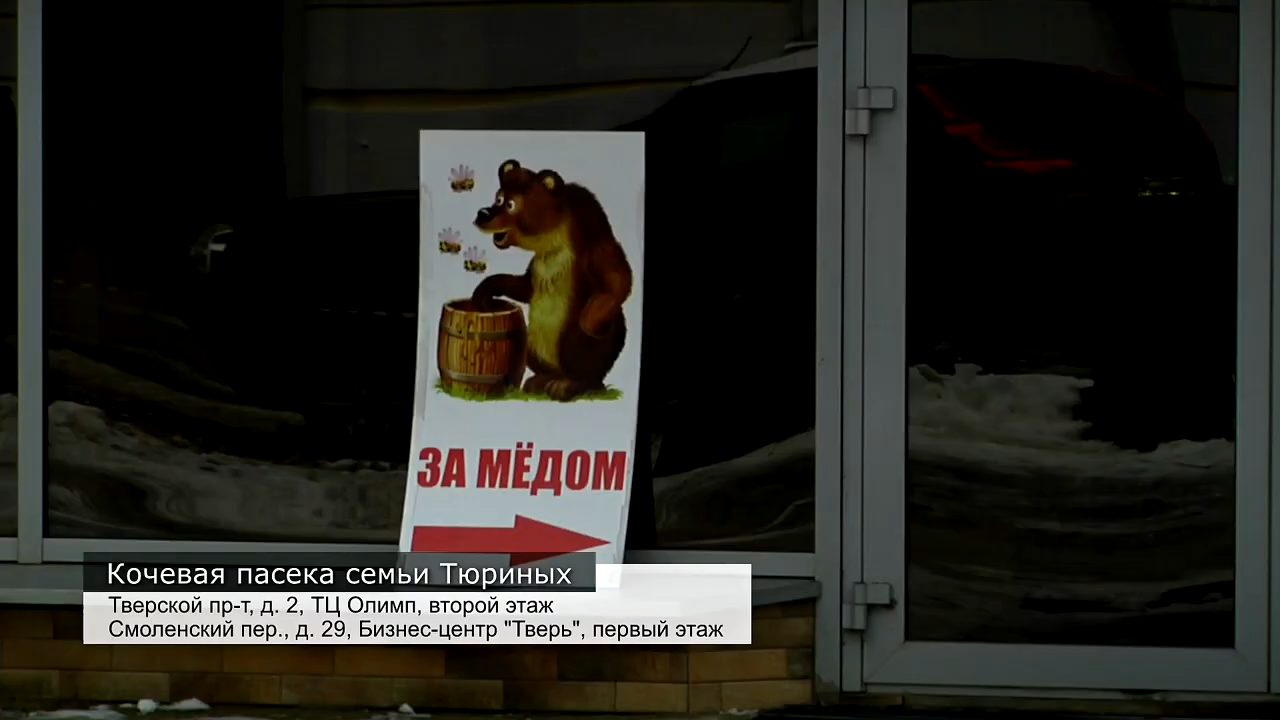 ЗА МЁДОМ
Кочевая пасека семьи Тюриных
Тверской пр-т, д. 2, ТЦ Олимп, второй этаж
Смоленский пер., д. 29, Бизнес-центр "Тверь", первый этаж